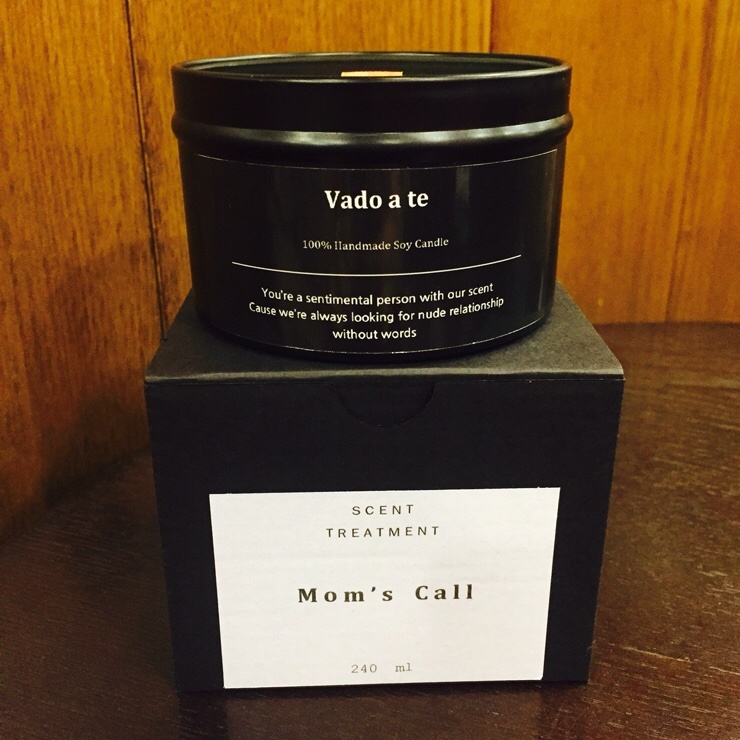 Vado a te
100% Handmade Soy Candle
You're a sentimental person with our scent
Cause we're always looking for nude relationship
without words
SCENT
TREATMENT
Mom's Call
240 ml